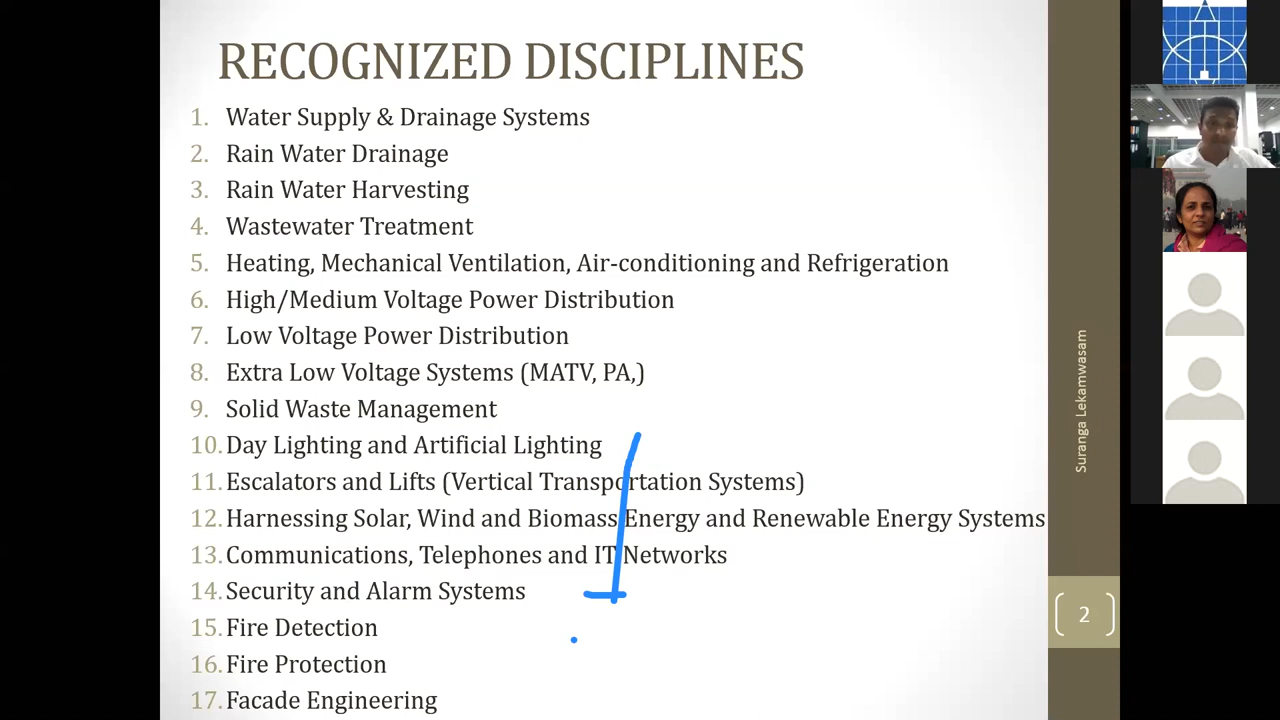 RECOGNIZED DISCIPLINES
1. Water Supply & Drainage Systems
2. Rain Water Drainage
3. Rain Water Harvesting
4. Wastewater Treatment
5. Heating, Mechanical Ventilation, Air-conditioning and Refrigeration
6. High/Medium Voltage Power Distribution
7. Low Voltage Power Distribution
8. Extra Low Voltage Systems (MATV, PA,)
9. Solid Waste Management
10. Day Lighting and Artificial Lighting
11. Escalators and Lifts (Vertical Transportation Systems)
12. Harnessing Solar, Wind and Biomass Energy and Renewable Energy Systems
13. Communications, Telephones and IT Networks
14. Security and Alarm Systems
15. Fire Detection
16. Fire Protection
17. Facade Engineering
Suranga Lekamwasam
2